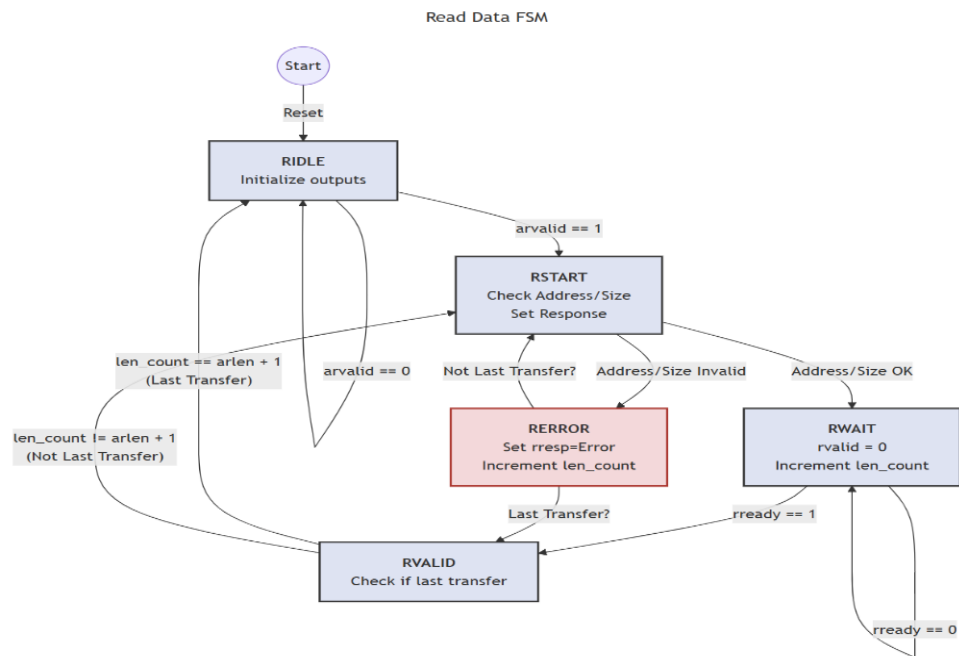 Read Data FSM
Start
Reset
RIDLE
Initialize outputs
arvalid == 1
RSTART
Check Address/Size
Set Response
len_count == arlen + 1
(Last Transfer)
arvalid == 0
Not Last Transfer?
Address/Size Invalid
Address/Size OK
len_count != arlen + 1
(Not Last Transfer)
RERROR
Set rresp=Error
Increment len_count
RWAIT
rvalid = 0
Increment len_count
Last Transfer?
rready == 1
RVALID
Check if last transfer
rready == 0